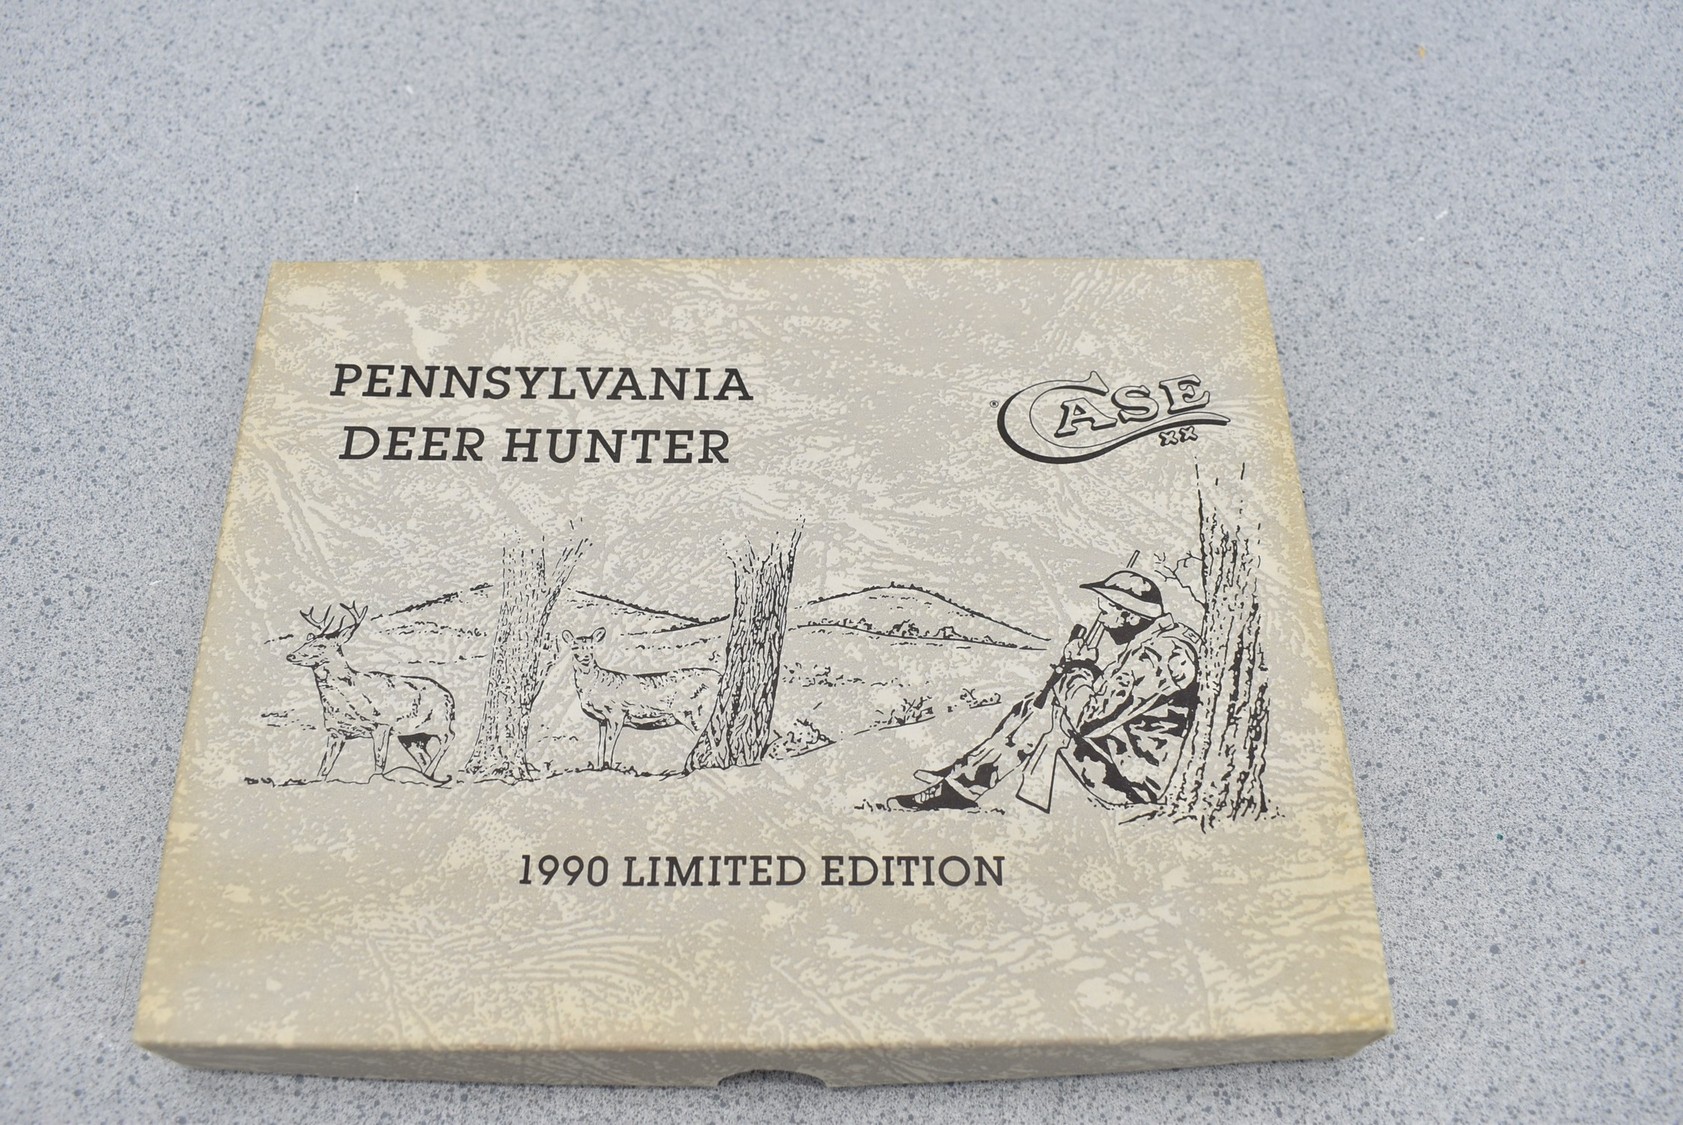 PENNSYLVANIA
DEER HUNTER
® CASE
XX
1990 LIMITED EDITION